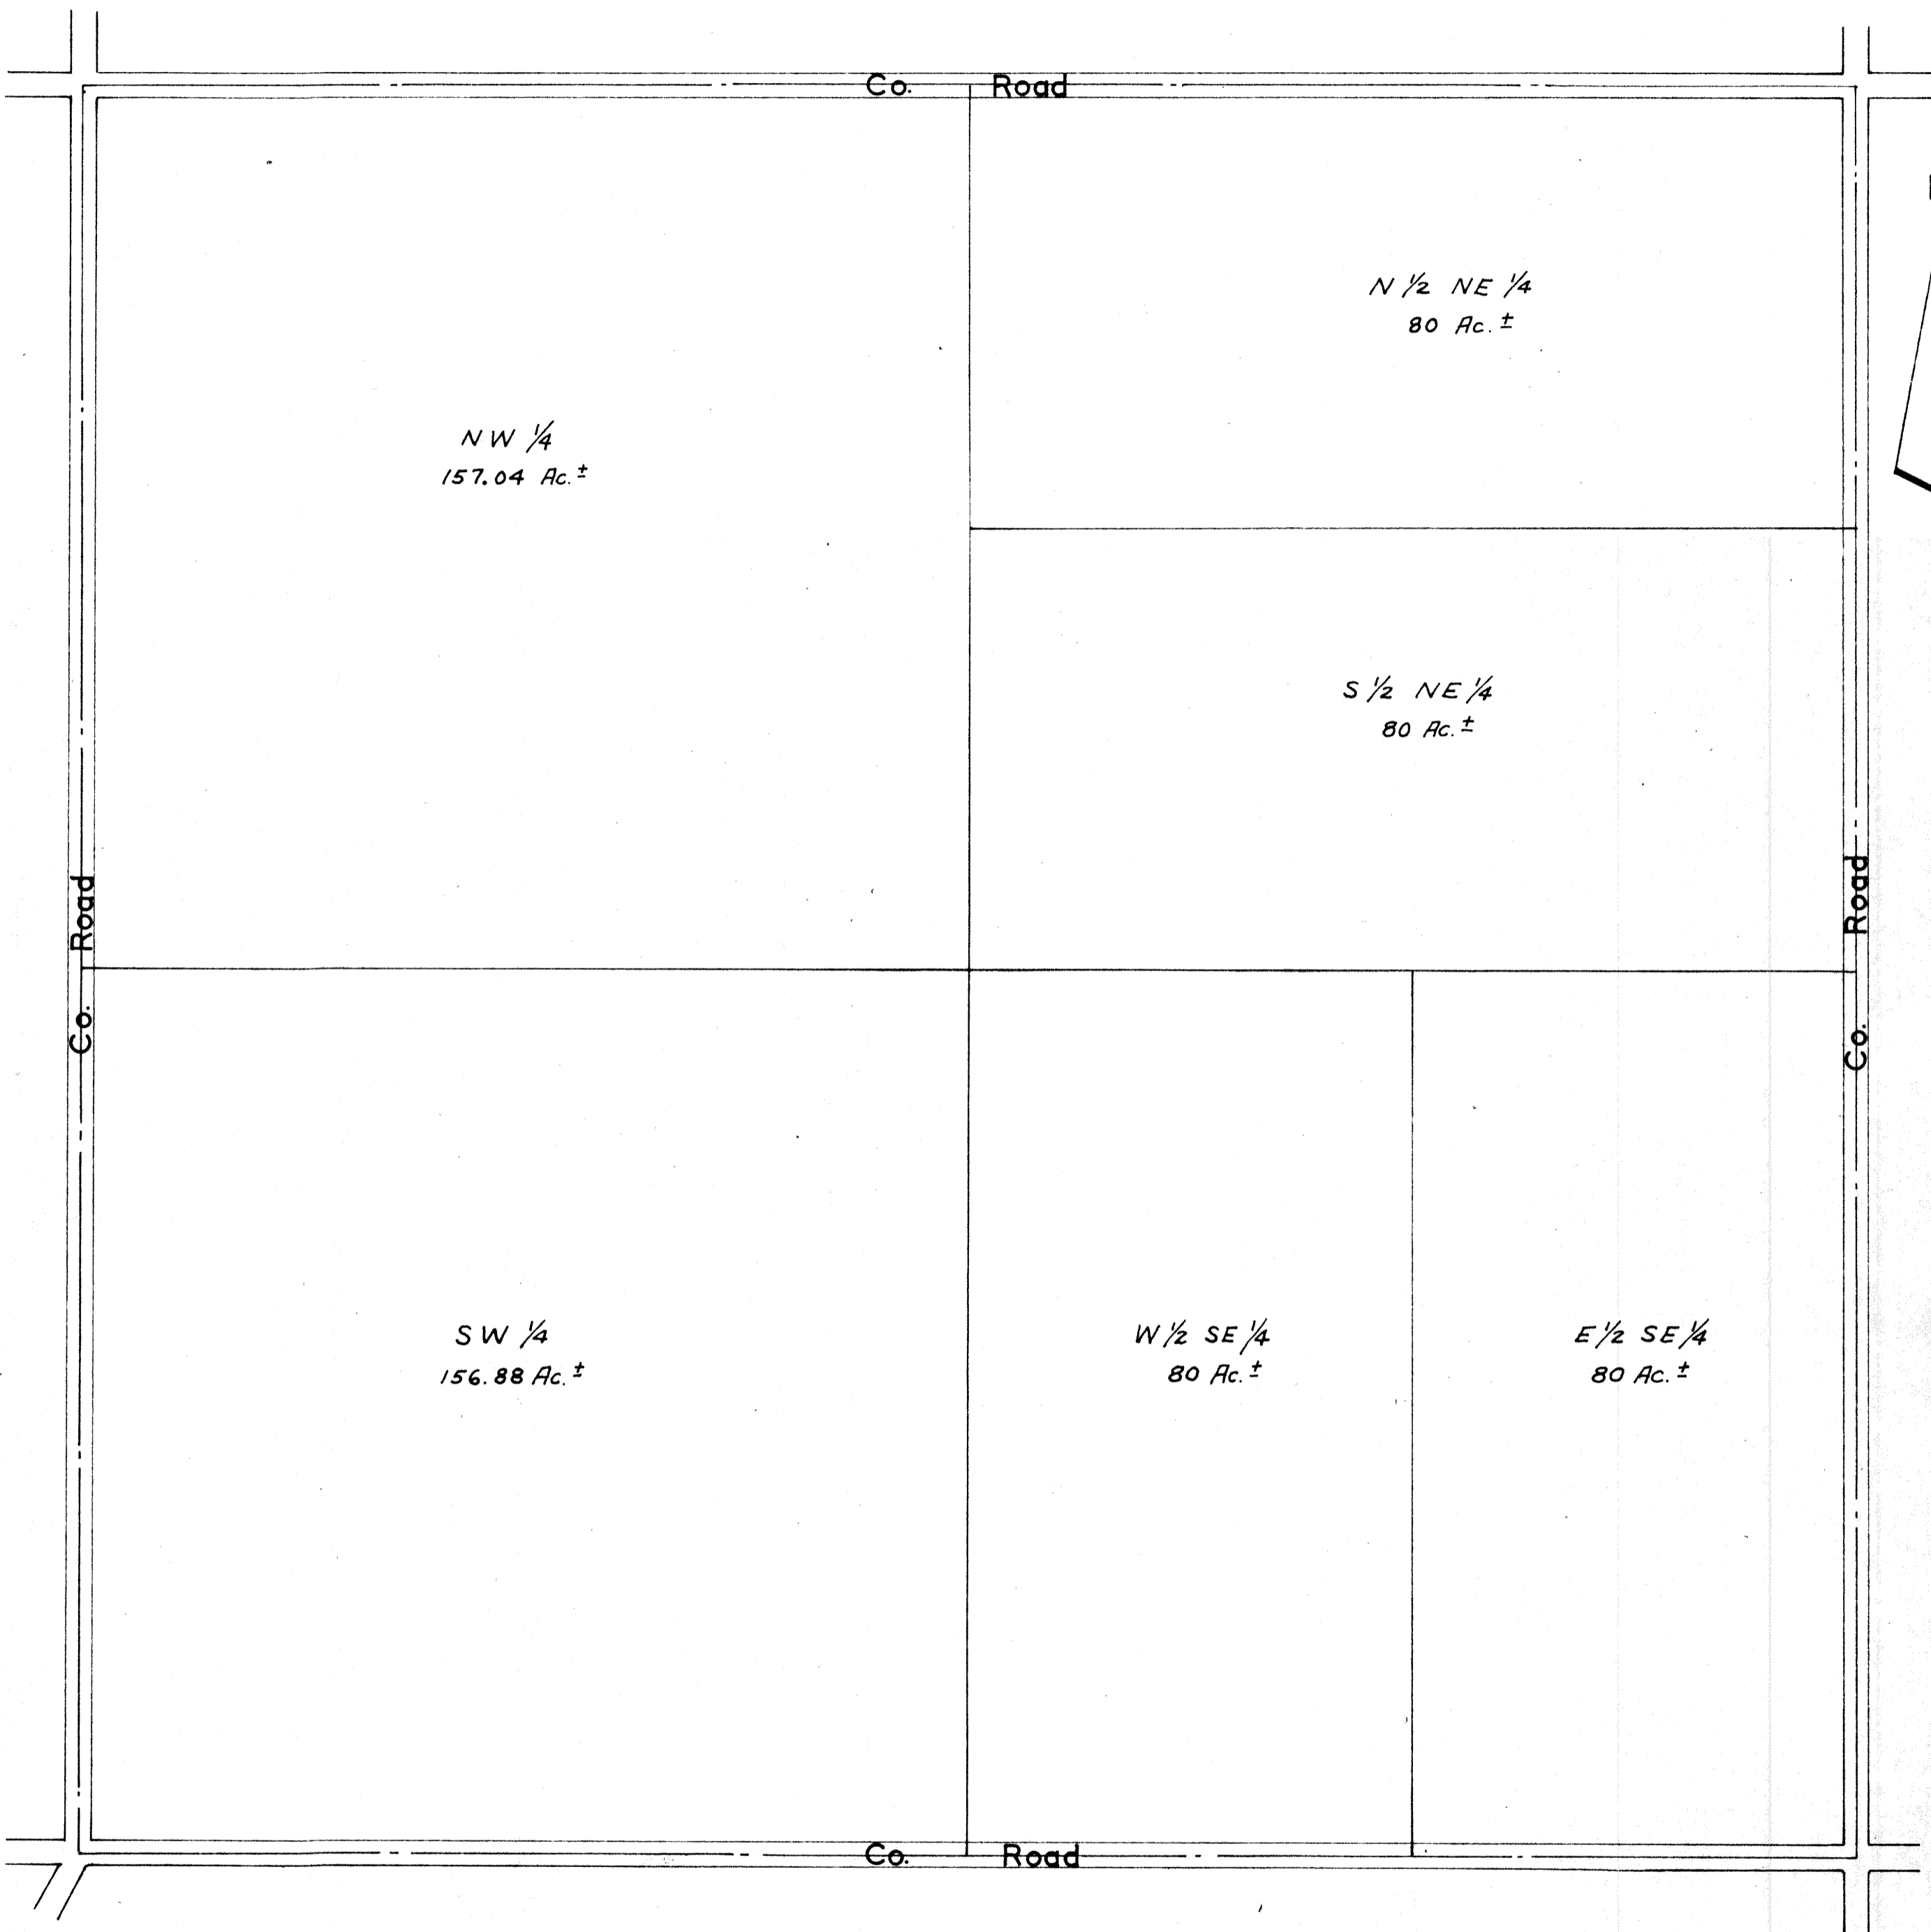 Co. Road
N ½ NE ¼
80 Ac. ±
NW ¼
157.04 Ac. ±
S ½ NE ¼
80 Ac. ±
Co. Road
Co. Road
SW ¼
156.88 Ac. ±
W ½ SE ¼
80 Ac. ±
E ½ SE ¼
80 Ac. ±
Co. Road